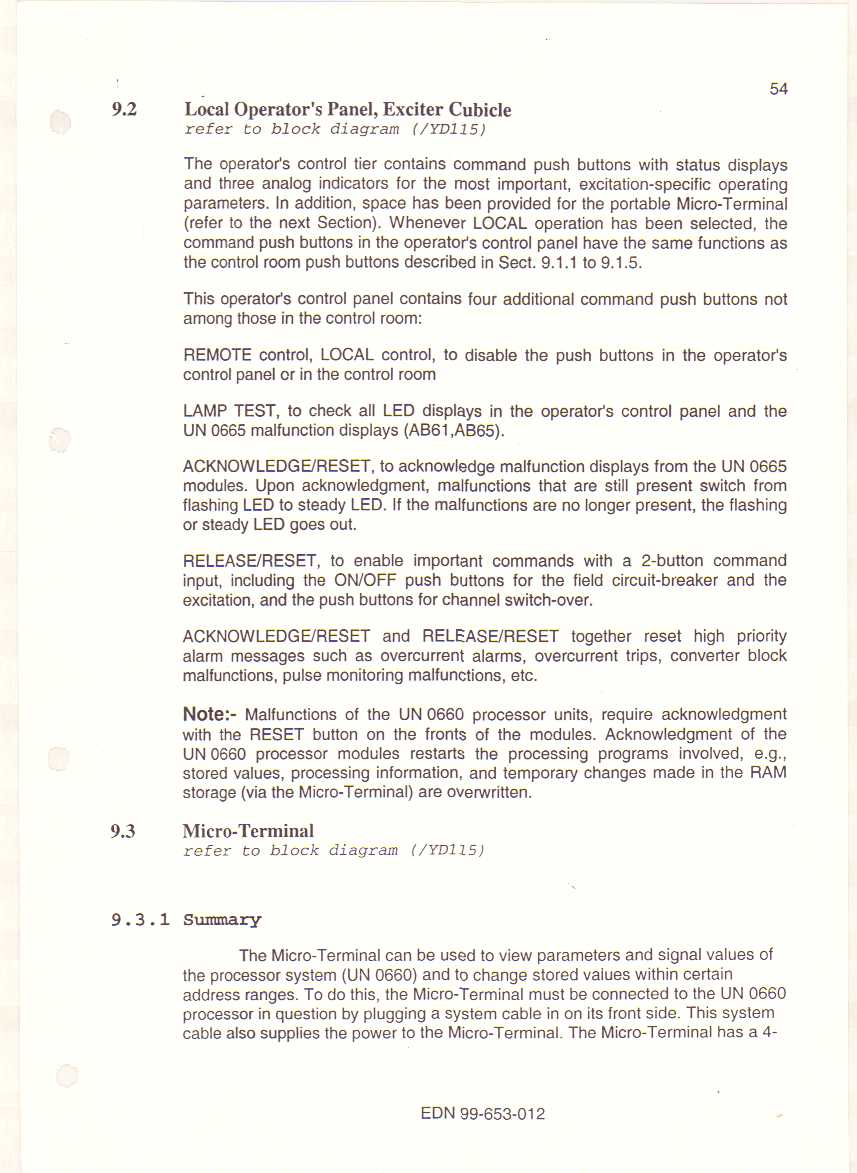 54
9.2 Local Operator's Panel, Exciter Cubicle
refer to block diagram (/YD115)
The operator's control tier contains command push buttons with status displays
and three analog indicators for the most important, excitation-specific operating
parameters. In addition, space has been provided for the portable Micro-Terminal
(refer to the next Section). Whenever LOCAL operation has been selected, the
command push buttons in the operator's control panel have the same functions as
the control room push buttons described in Sect. 9.1.1 to 9.1.5.
This operator's control panel contains four additional command push buttons not
among those in the control room:
REMOTE control, LOCAL control, to disable the push buttons in the operator's
control panel or in the control room
LAMP TEST, to check all LED displays in the operator's control panel and the
UN 0665 malfunction displays (AB61,AB65).
ACKNOWLEDGE/RESET, to acknowledge malfunction displays from the UN 0665
modules. Upon acknowledgment, malfunctions that are still present switch from
flashing LED to steady LED. If the malfunctions are no longer present, the flashing
or steady LED goes out.
RELEASE/RESET, to enable important commands with a 2-button command
input, including the ON/OFF push buttons for the field circuit-breaker and the
excitation, and the push buttons for channel switch-over.
ACKNOWLEDGE/RESET and RELEASE/RESET together reset high priority
alarm messages such as overcurrent alarms, overcurrent trips, converter block
malfunctions, pulse monitoring malfunctions, etc.
Note:- Malfunctions of the UN 0660 processor units, require acknowledgment
with the RESET button on the fronts of the modules. Acknowledgment of the
UN 0660 processor modules restarts the processing programs involved, e.g.,
stored values, processing information, and temporary changes made in the RAM
storage (via the Micro-Terminal) are overwritten.
9.3 Micro-Terminal
refer to block diagram (/YD115)
9.3.1 Summary
The Micro-Terminal can be used to view parameters and signal values of
the processor system (UN 0660) and to change stored values within certain
address ranges. To do this, the Micro-Terminal must be connected to the UN 0660
processor in question by plugging a system cable in on its front side. This system
cable also supplies the power to the Micro-Terminal. The Micro-Terminal has a 4-
EDN 99-653-012